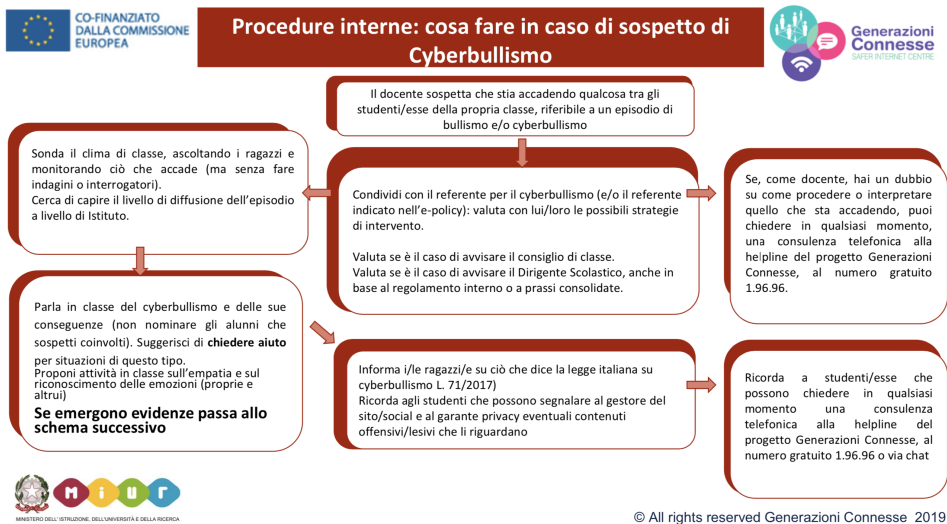 CO-FINANZIATO
DALLA COMMISSIONE
EUROPEA
Procedure interne: cosa fare in caso di sospetto di
Cyberbullismo
Generazioni
Connesse
SAFER INTERNET CENTRE
Il docente sospetta che stia accadendo qualcosa tra gli
studenti/esse della propria classe, riferibile a un episodio di
bullismo e/o cyberbullismo
Sonda il clima di classe, ascoltando i ragazzi e
monitorando ciò che accade (ma senza fare
indagini o interrogatori).
Cerca di capire il livello di diffusione dell'episodio
a livello di Istituto.
Condividi con il referente per il cyberbullismo (e/o il referente
indicato nell'e-policy): valuta con lui/loro le possibili strategie
di intervento.
Valuta se è il caso di avvisare il consiglio di classe.
Valuta se è il caso di avvisare il Dirigente Scolastico, anche in
base al regolamento interno o a prassi consolidate.
Se, come docente, hai un dubbio
su come procedere o interpretare
quello che sta accadendo, puoi
chiedere in qualsiasi momento,
una consulenza telefonica alla
helpline del progetto Generazioni
Connesse, al numero gratuito
1.96.96.
Parla in classe del cyberbullismo e delle sue
conseguenze (non nominare gli alunni che
sospetti coinvolti). Suggerisci di chiedere aiuto
per situazioni di questo tipo.
Proponi attività in classe sull'empatia e sul
riconoscimento delle emozioni (proprie e
altrui)
Se emergono evidenze passa allo
schema successivo
Informa i/le ragazzi/e su ciò che dice la legge italiana su
cyberbullismo L. 71/2017)
Ricorda agli studenti che possono segnalare al gestore del
sito/social e al garante privacy eventuali contenuti
offensivi/lesivi che li riguardano
Ricorda a studenti/esse che
possono chiedere in qualsiasi
momento una consulenza
telefonica alla helpline del
progetto Generazioni Connesse, al
numero gratuito 1.96.96 o via chat
m i u r
MINISTERO DELL' ISTRUZIONE, DELL'UNIVERSITÀ E DELLA RICERCA
© All rights reserved Generazioni Connesse 2019